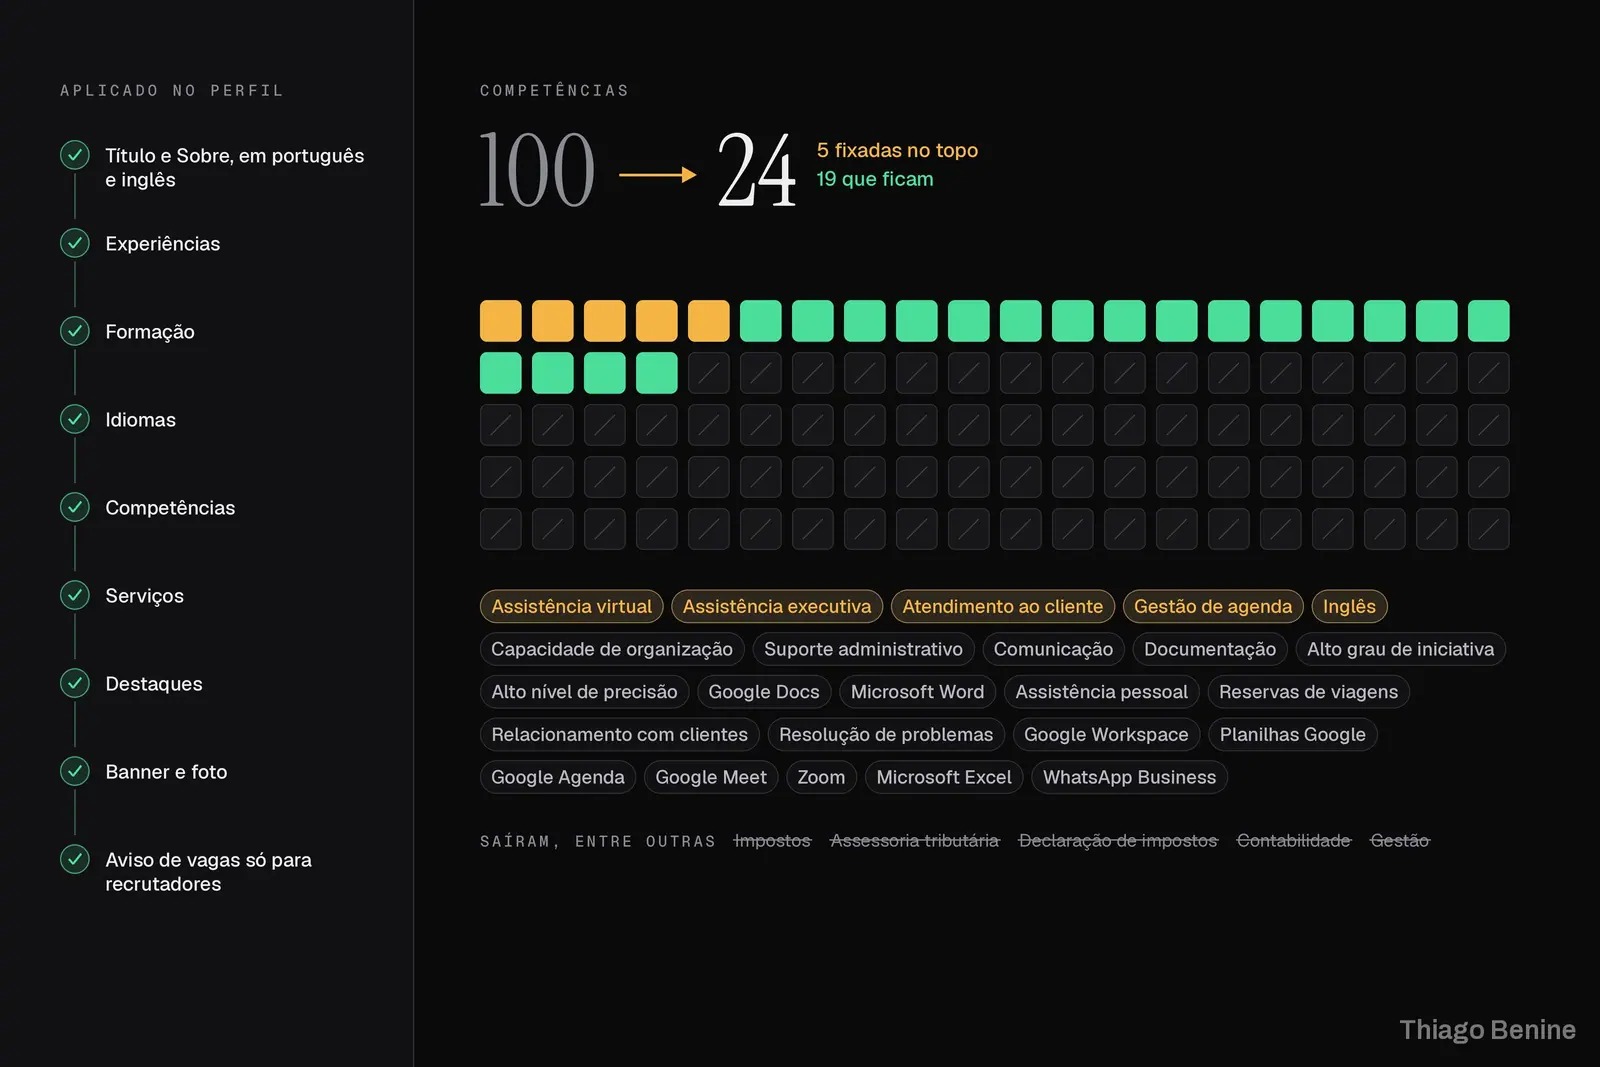 APLICADO NO PERFIL
Título e Sobre, em português
e inglês
Experiências
Formação
Idiomas
Competências
Serviços
Destaques
Banner e foto
Aviso de vagas só para
recrutadores
COMPETÊNCIAS
100 → 24
5 fixadas no topo
19 que ficam
Assistência virtual Assistência executiva Atendimento ao cliente Gestão de agenda Inglês
Capacidade de organização Suporte administrativo Comunicação Documentação Alto grau de iniciativa
Alto nível de precisão Google Docs Microsoft Word Assistência pessoal Reservas de viagens
Relacionamento com clientes Resolução de problemas Google Workspace Planilhas Google
Google Agenda Google Meet Zoom Microsoft Excel WhatsApp Business
SAÍRAM, ENTRE OUTRAS Impostos Assessoria tributária Declaração de impostos Contabilidade Gestão
Thiago Benine